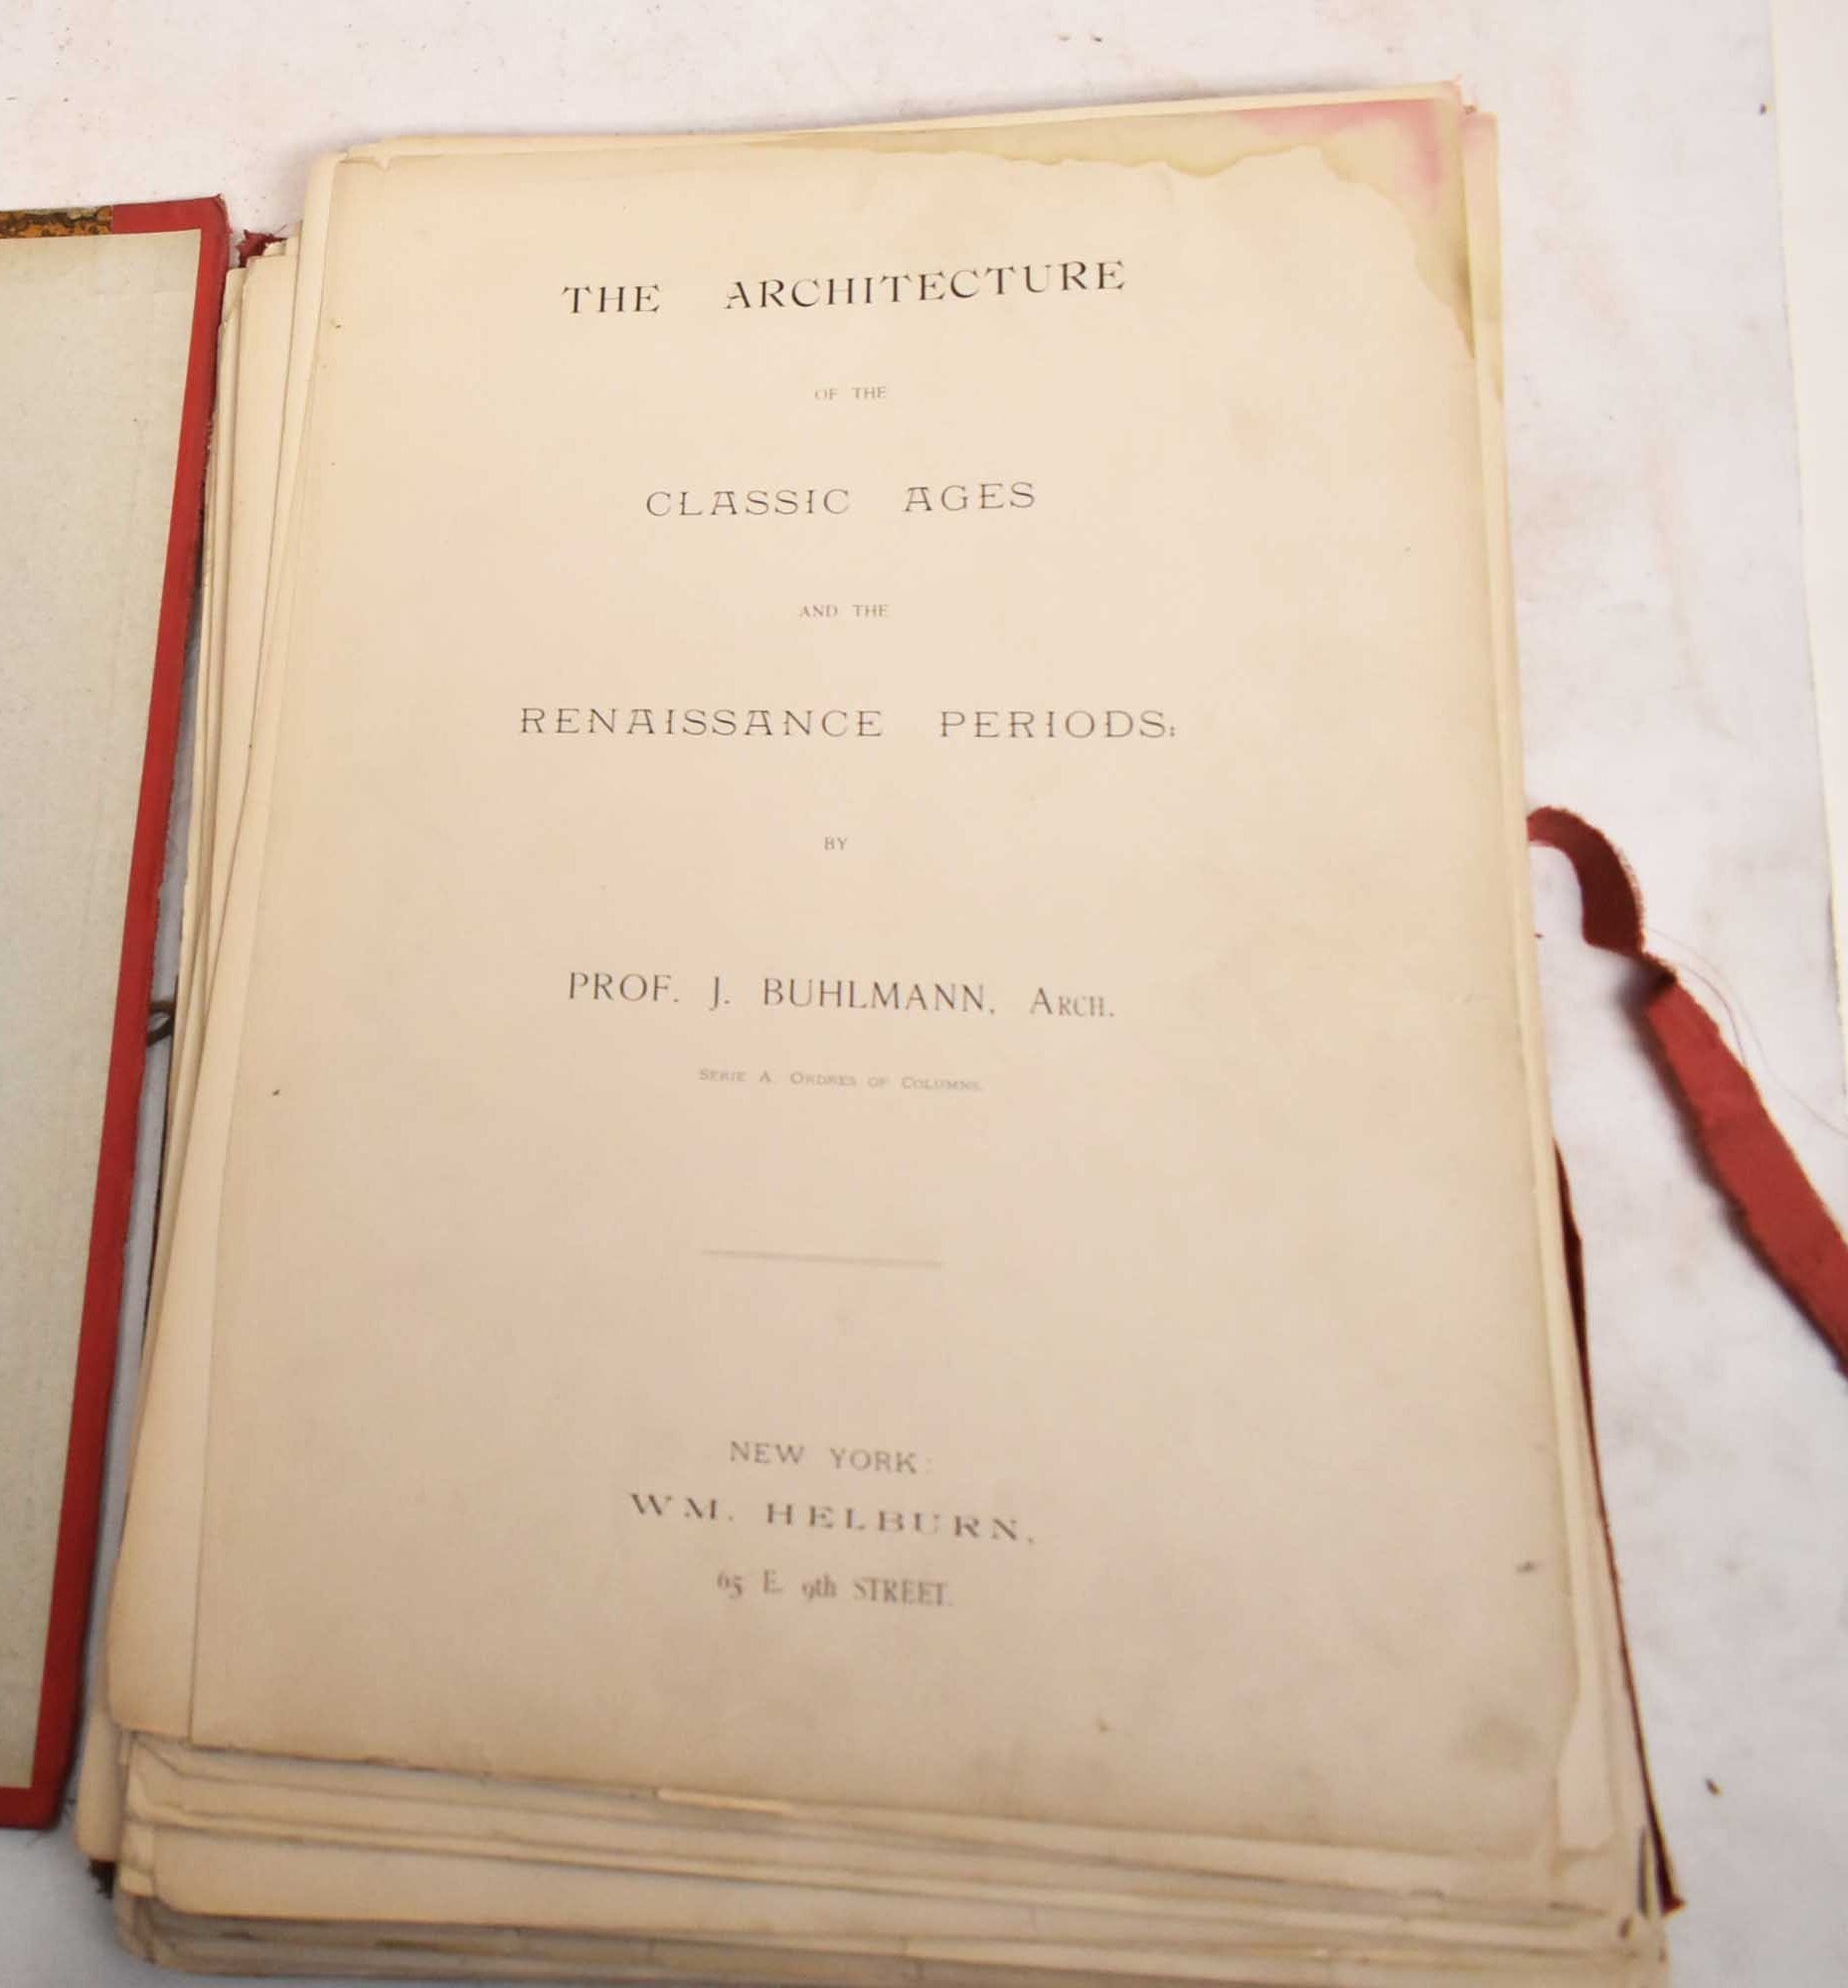 THE ARCHITECTURE
OF THE
CLASSIC AGES
AND THE
RENAISSANCE PERIODS:
BY
PROF. J. BUHLMANN, ARCH.
SERIE A. ORDRES OF COLUMNS.
NEW YORK:
WM. HELBURN,
65 E. 9th STREET.